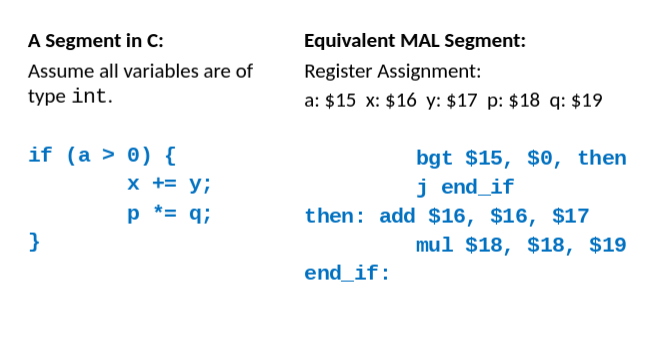 A Segment in C:
Assume all variables are of
type int.
if (a > 0) {
x += y;
p *= q;
}
Equivalent MAL Segment:
Register Assignment:
a: $15 x: $16 y: $17 p: $18 q: $19
bgt $15, $0, then
j end_if
then: add $16, $16, $17
mul $18, $18, $19
end_if: